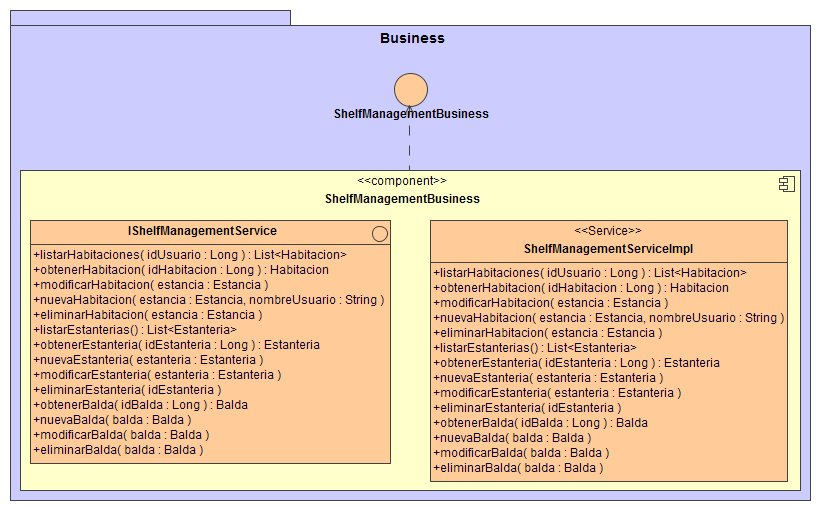 Business
ShelfManagementBusiness
<<component>>
ShelfManagementBusiness
IShelfManagementService
+listarHabitaciones( idUsuario : Long ) : List<Habitacion>
+obtenerHabitacion( idHabitacion : Long ) : Habitacion
+modificarHabitacion( estancia : Estancia )
+nuevaHabitacion( estancia : Estancia, nombreUsuario : String )
+eliminarHabitacion( estancia : Estancia )
+listarEstanterias() : List<Estanteria>
+obtenerEstanteria( idEstanteria : Long ) : Estanteria
+nuevaEstanteria( estanteria : Estanteria )
+modificarEstanteria( estanteria : Estanteria )
+eliminarEstanteria( idEstanteria )
+obtenerBalda( idBalda : Long ) : Balda
+nuevaBalda( balda : Balda )
+modificarBalda( balda : Balda )
+eliminarBalda( balda : Balda )
<<Service>>
ShelfManagementServiceImpl
+listarHabitaciones( idUsuario : Long ) : List<Habitacion>
+obtenerHabitacion( idHabitacion : Long ) : Habitacion
+modificarHabitacion( estancia : Estancia )
+nuevaHabitacion( estancia : Estancia, nombreUsuario : String )
+eliminarHabitacion( estancia : Estancia )
+listarEstanterias() : List<Estanteria>
+obtenerEstanteria( idEstanteria : Long ) : Estanteria
+nuevaEstanteria( estanteria : Estanteria )
+modificarEstanteria( estanteria : Estanteria )
+eliminarEstanteria( idEstanteria )
+obtenerBalda( idBalda : Long ) : Balda
+nuevaBalda( balda : Balda )
+modificarBalda( balda : Balda )
+eliminarBalda( balda : Balda )